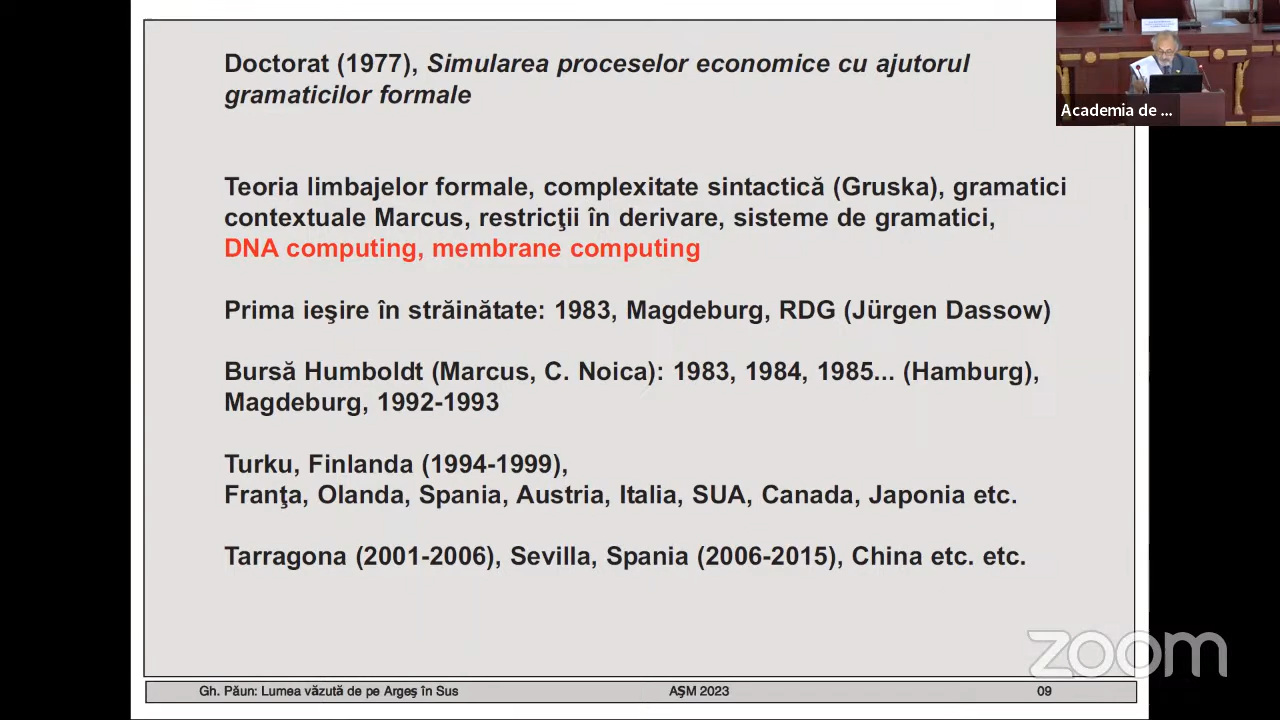 Doctorat (1977), Simularea proceselor economice cu ajutorul
gramaticilor formale
Teoria limbajelor formale, complexitate sintactică (Gruska), gramatici
contextuale Marcus, restricţii în derivare, sisteme de gramatici,
DNA computing, membrane computing
Prima ieşire în străinătate: 1983, Magdeburg, RDG (Jürgen Dassow)
Bursă Humboldt (Marcus, C. Noica): 1983, 1984, 1985... (Hamburg),
Magdeburg, 1992-1993
Turku, Finlanda (1994-1999),
Franţa, Olanda, Spania, Austria, Italia, SUA, Canada, Japonia etc.
Tarragona (2001-2006), Sevilla, Spania (2006-2015), China etc. etc.
Gh. Păun: Lumea văzută de pe Argeş în Sus
AŞM 2023
09
Academia de ...
zoom